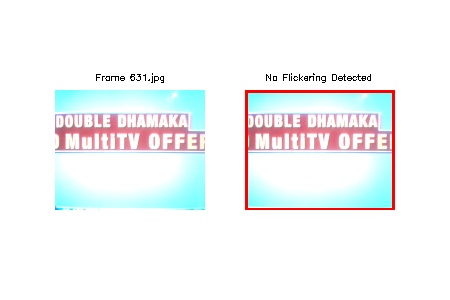 Frame 631.jpg
No Flickering Detected
DOUBLE DHAMAKA
MultiTV OFFE
DOUBLE DHAMAKA
MultiTV OFFE